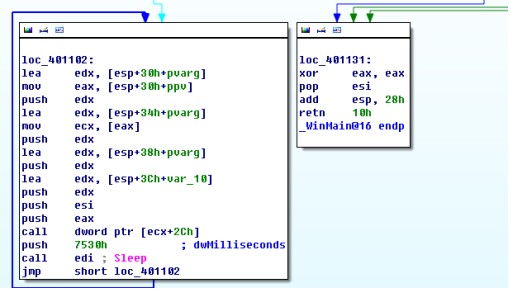 loc_401102:
lea edx, [esp+30h+pvarg]
mov eax, [esp+30h+ppv]
push edx
lea edx, [esp+34h+pvarg]
mov ecx, [eax]
push edx
lea edx, [esp+38h+pvarg]
push edx
lea edx, [esp+3Ch+var_10]
push edx
push esi
push eax
call dword ptr [ecx+2Ch]
push 7530h ; dwMilliseconds
call edi ; Sleep
jmp short loc_401102
loc_401131:
xor eax, eax
pop esi
add esp, 28h
retn 10h
_WinMain@16 endp